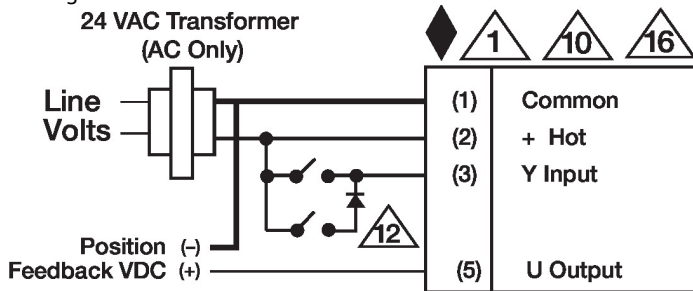 24 VAC Transformer
(AC Only)
1 10 16
Line
Volts
(1) Common
(2) + Hot
(3) Y Input
12
Position (–)
Feedback VDC (+)
(5) U Output